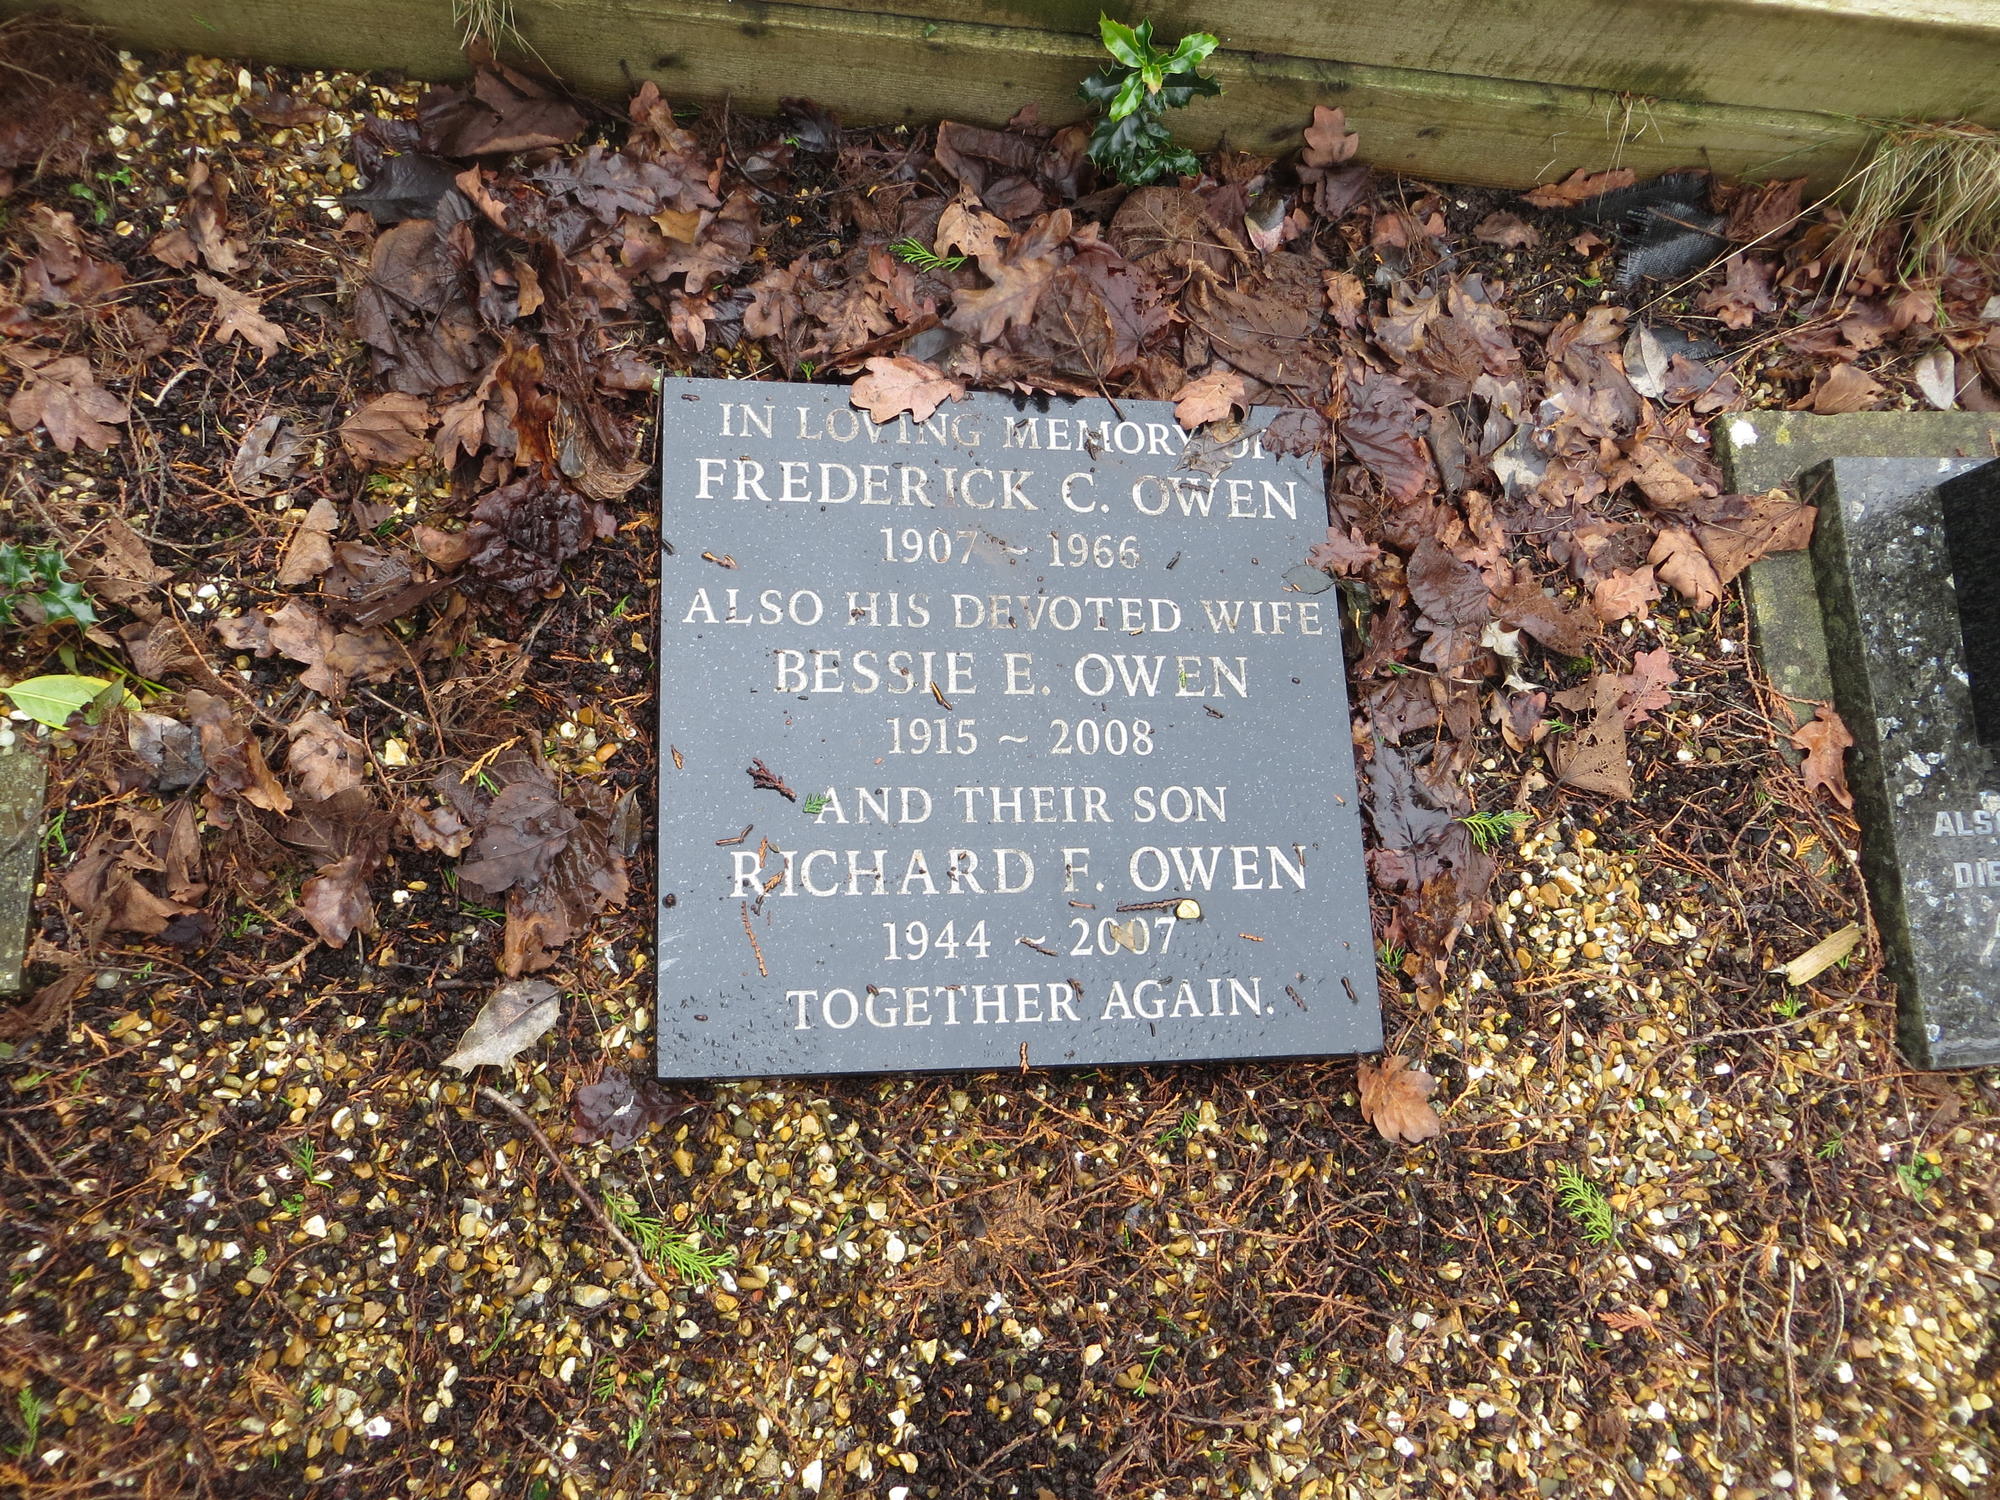 IN LOVING MEMORY OF
FREDERICK C. OWEN
1907 ~ 1966
ALSO HIS DEVOTED WIFE
BESSIE E. OWEN
1915 ~ 2008
AND THEIR SON
RICHARD F. OWEN
1944 ~ 2007
TOGETHER AGAIN.